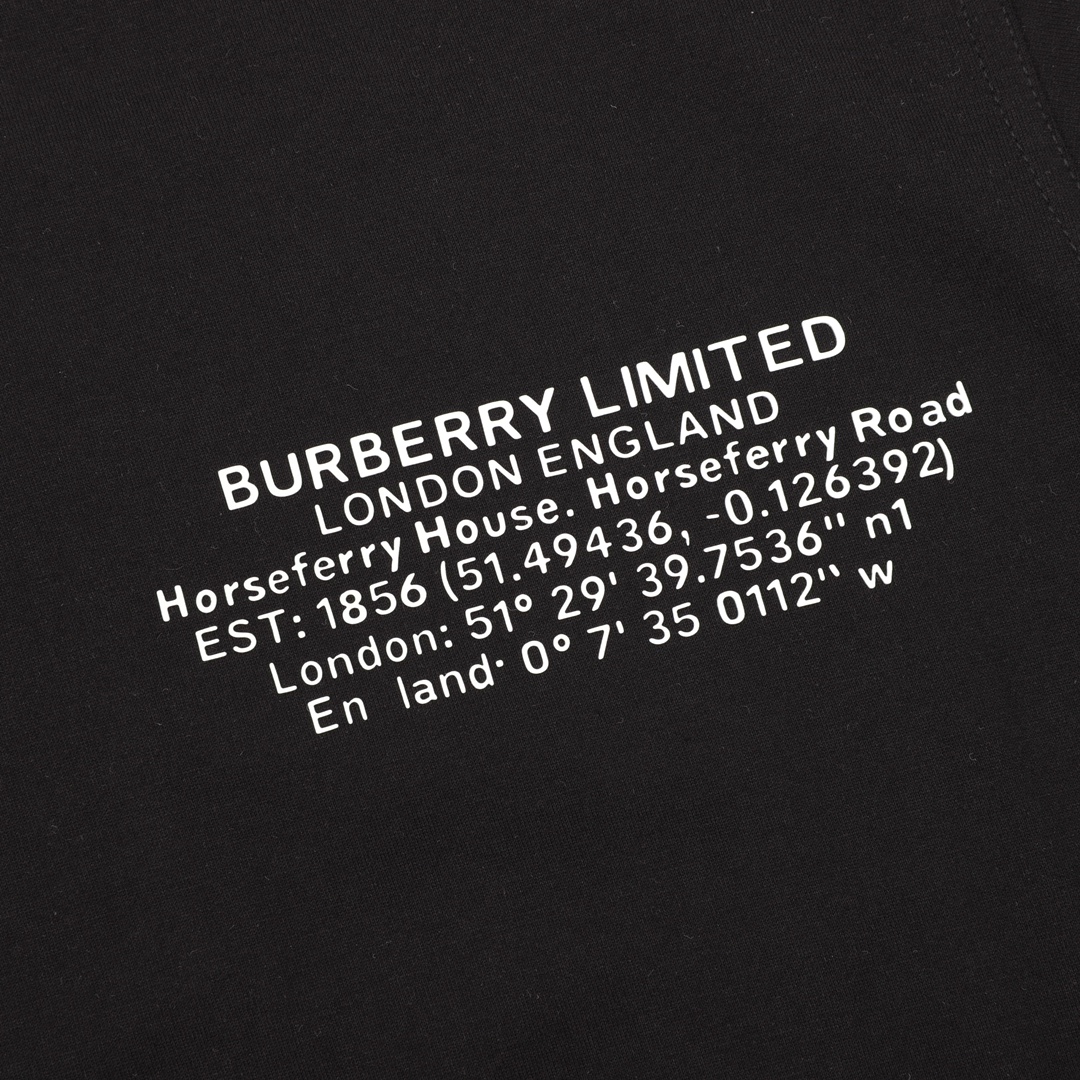 BURBERRY LIMITED
LONDON ENGLAND
Horseferry House. Horseferry Road
EST: 1856 (51.49436, -0.126392)
London: 51° 29' 39.7536" n1
En land· 0° 7' 35 0112" w